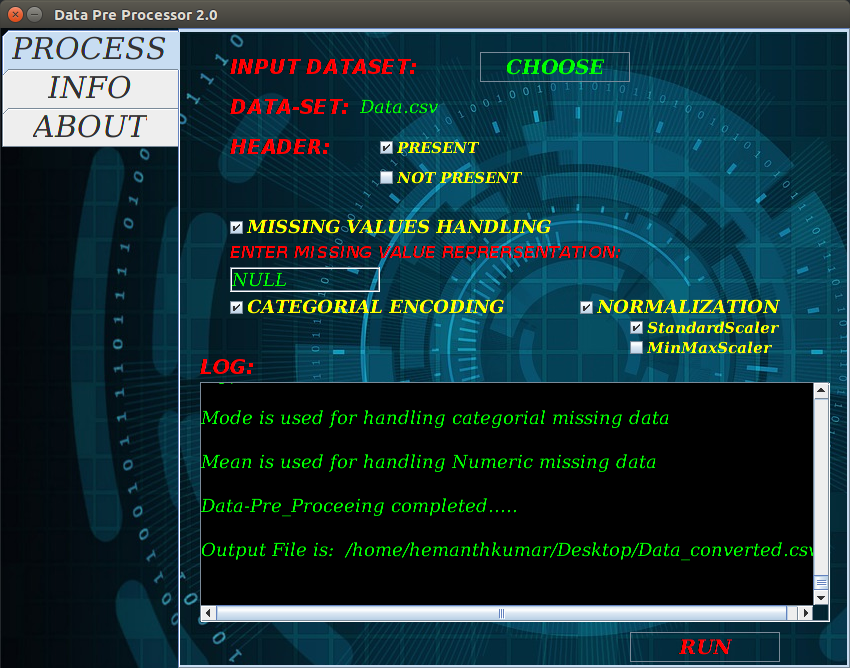 Data Pre Processor 2.0
PROCESS
INFO
ABOUT
INPUT DATASET:
CHOOSE
DATA-SET: Data.csv
HEADER:
PRESENT
NOT PRESENT
MISSING VALUES HANDLING
ENTER MISSING VALUE REPRERSENTATION:
NULL
CATEGORIAL ENCODING
NORMALIZATION
StandardScaler
MinMaxScaler
LOG:
Mode is used for handling categorial missing data
Mean is used for handling Numeric missing data
Data-Pre_Proceeing completed.....
Output File is: /home/hemanthkumar/Desktop/Data_converted.csv
RUN